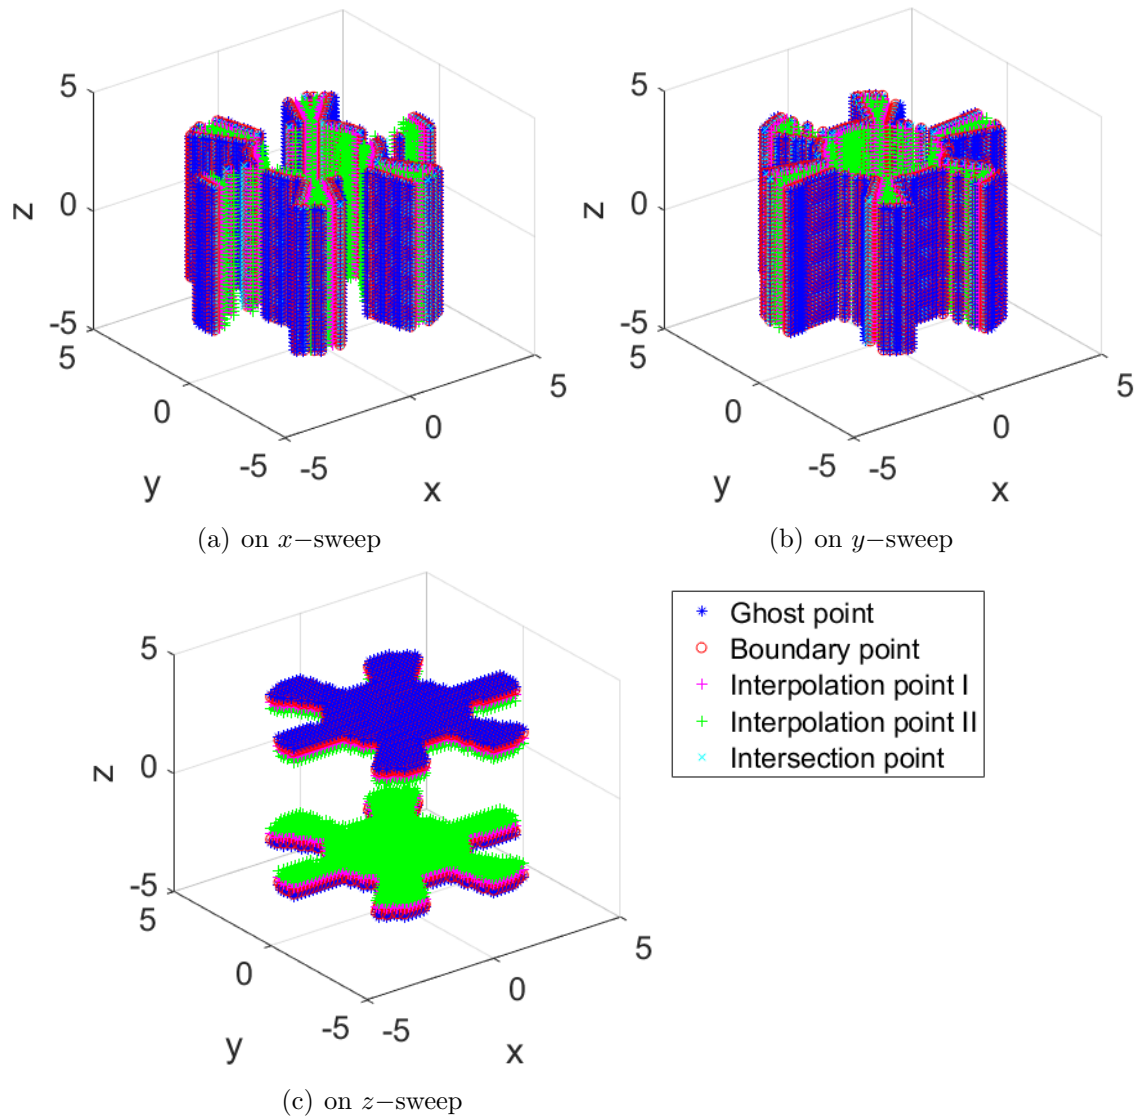 5
0
-5
z
5
0
-5
y
-5
0
5
x
(a) on x−sweep
5
0
-5
z
5
0
-5
y
-5
0
5
x
(b) on y−sweep
5
0
-5
z
5
0
-5
y
-5
0
5
x
(c) on z−sweep
Ghost point
Boundary point
Interpolation point I
Interpolation point II
Intersection point